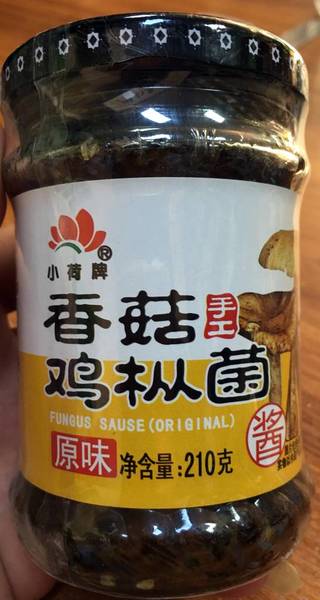 ®
小荷牌
香菇
手工
鸡枞菌
FUNGUS SAUSE(ORIGINAL)
酱
原味
净含量:210克